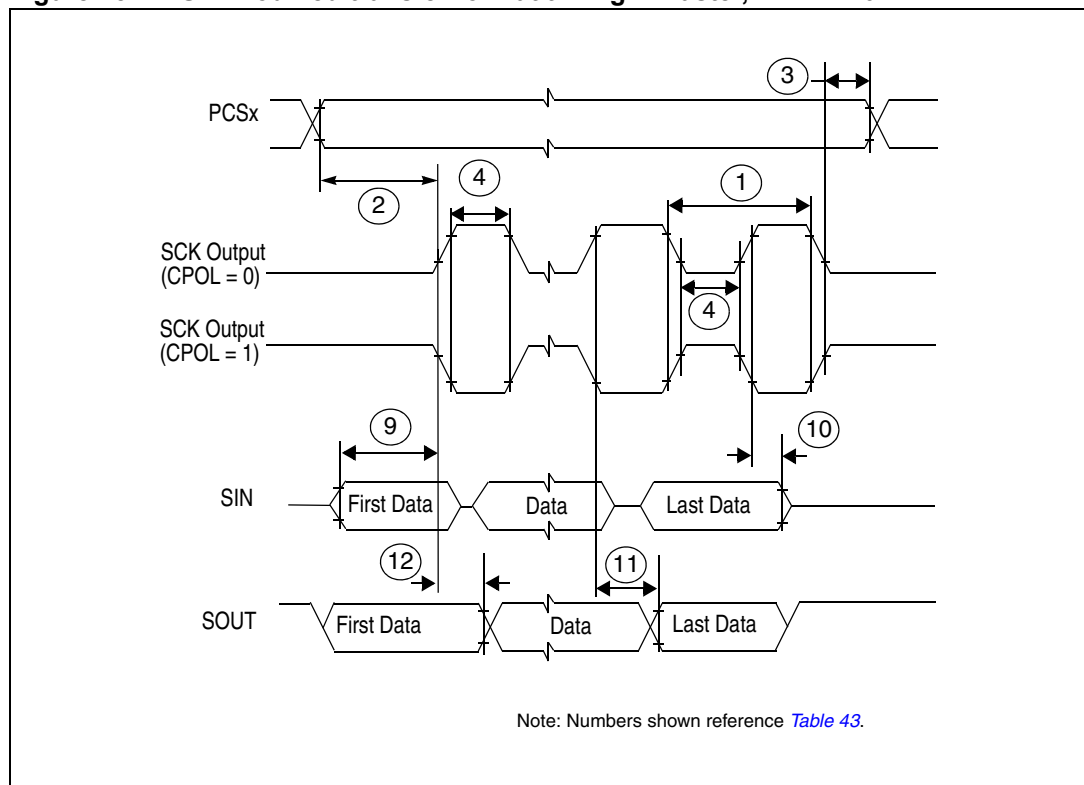 3
PCSx
2
4
1
SCK Output
(CPOL = 0)
4
SCK Output
(CPOL = 1)
9
10
SIN
First Data
Data
Last Data
12
11
SOUT
First Data
Data
Last Data
Note: Numbers shown reference Table 43.